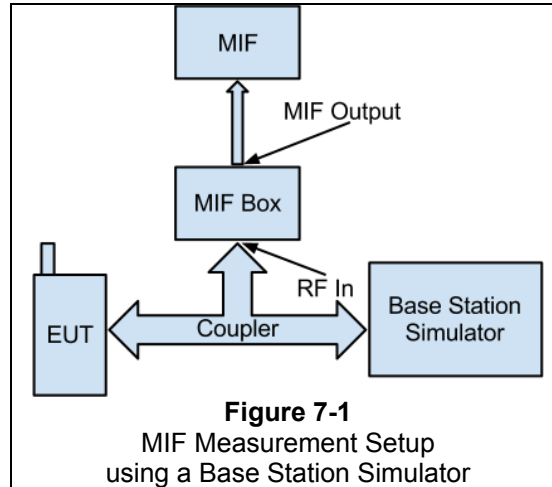 MIF
MIF Output
MIF Box
RF In
EUT
Coupler
Base Station
Simulator
Figure 7-1
MIF Measurement Setup
using a Base Station Simulator